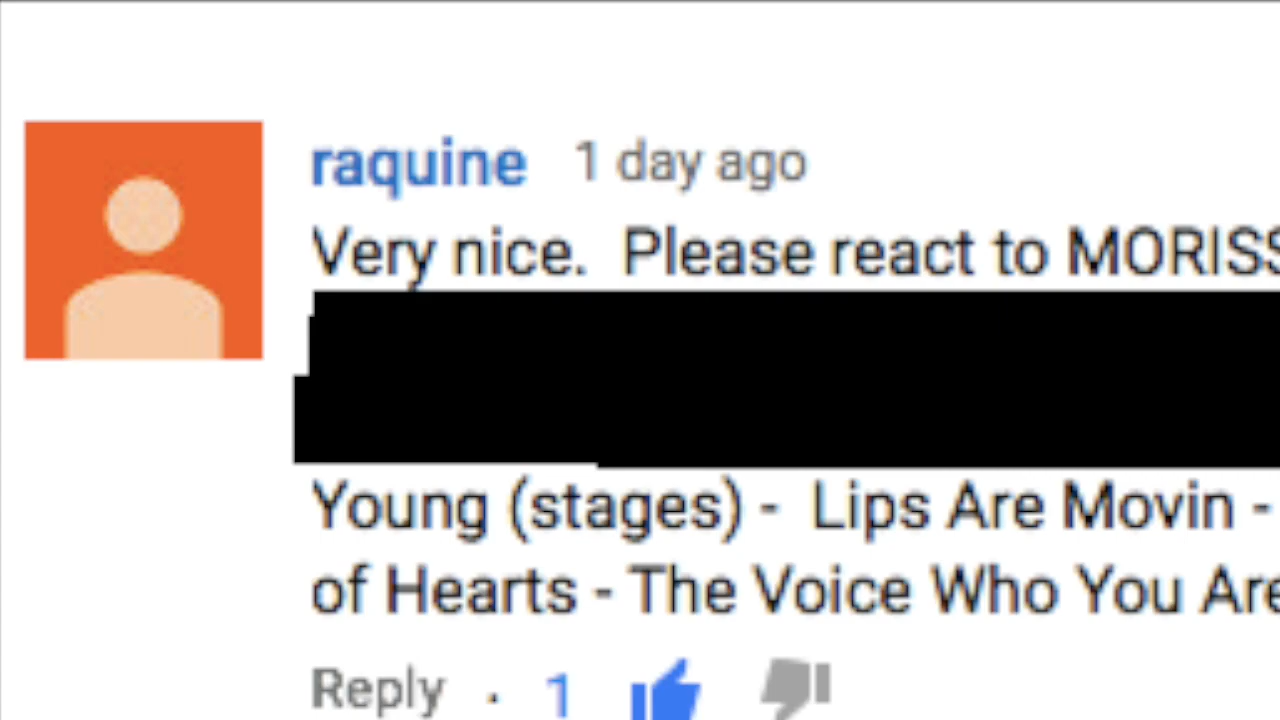 raquine 1 day ago
Very nice. Please react to MORISS
Young (stages) - Lips Are Movin -
of Hearts - The Voice Who You Are
Reply · 1